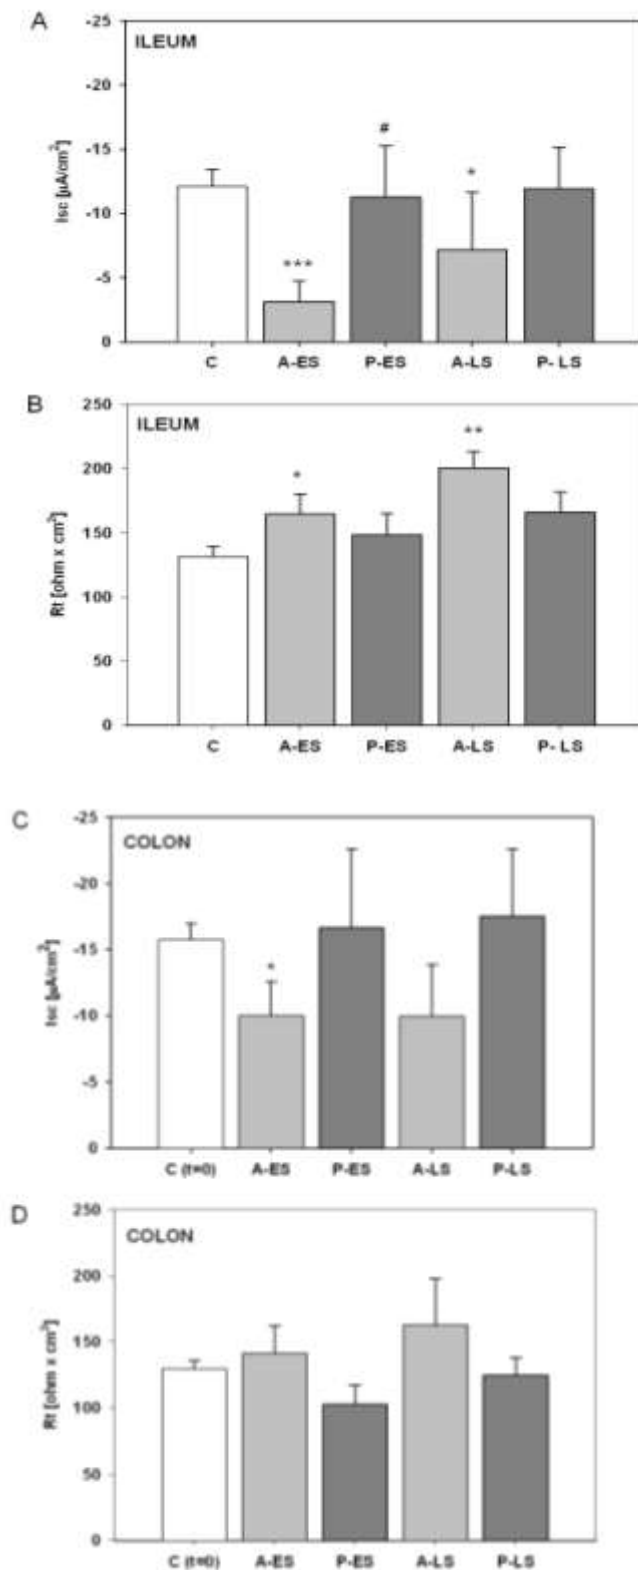 A
ILEUM
Isc [µA/cm²]
-25
-20
-15
-10
-5
0
***
#
*
C A-ES P-ES A-LS P- LS
B
ILEUM
Rt [ohm x cm²]
250
200
150
100
50
0
*
**
C A-ES P-ES A-LS P- LS
C
COLON
Isc [µA/cm²]
-25
-20
-15
-10
-5
0
*
C (t=0) A-ES P-ES A-LS P-LS
D
COLON
Rt [ohm x cm²]
250
200
150
100
50
0
C (t=0) A-ES P-ES A-LS P-LS